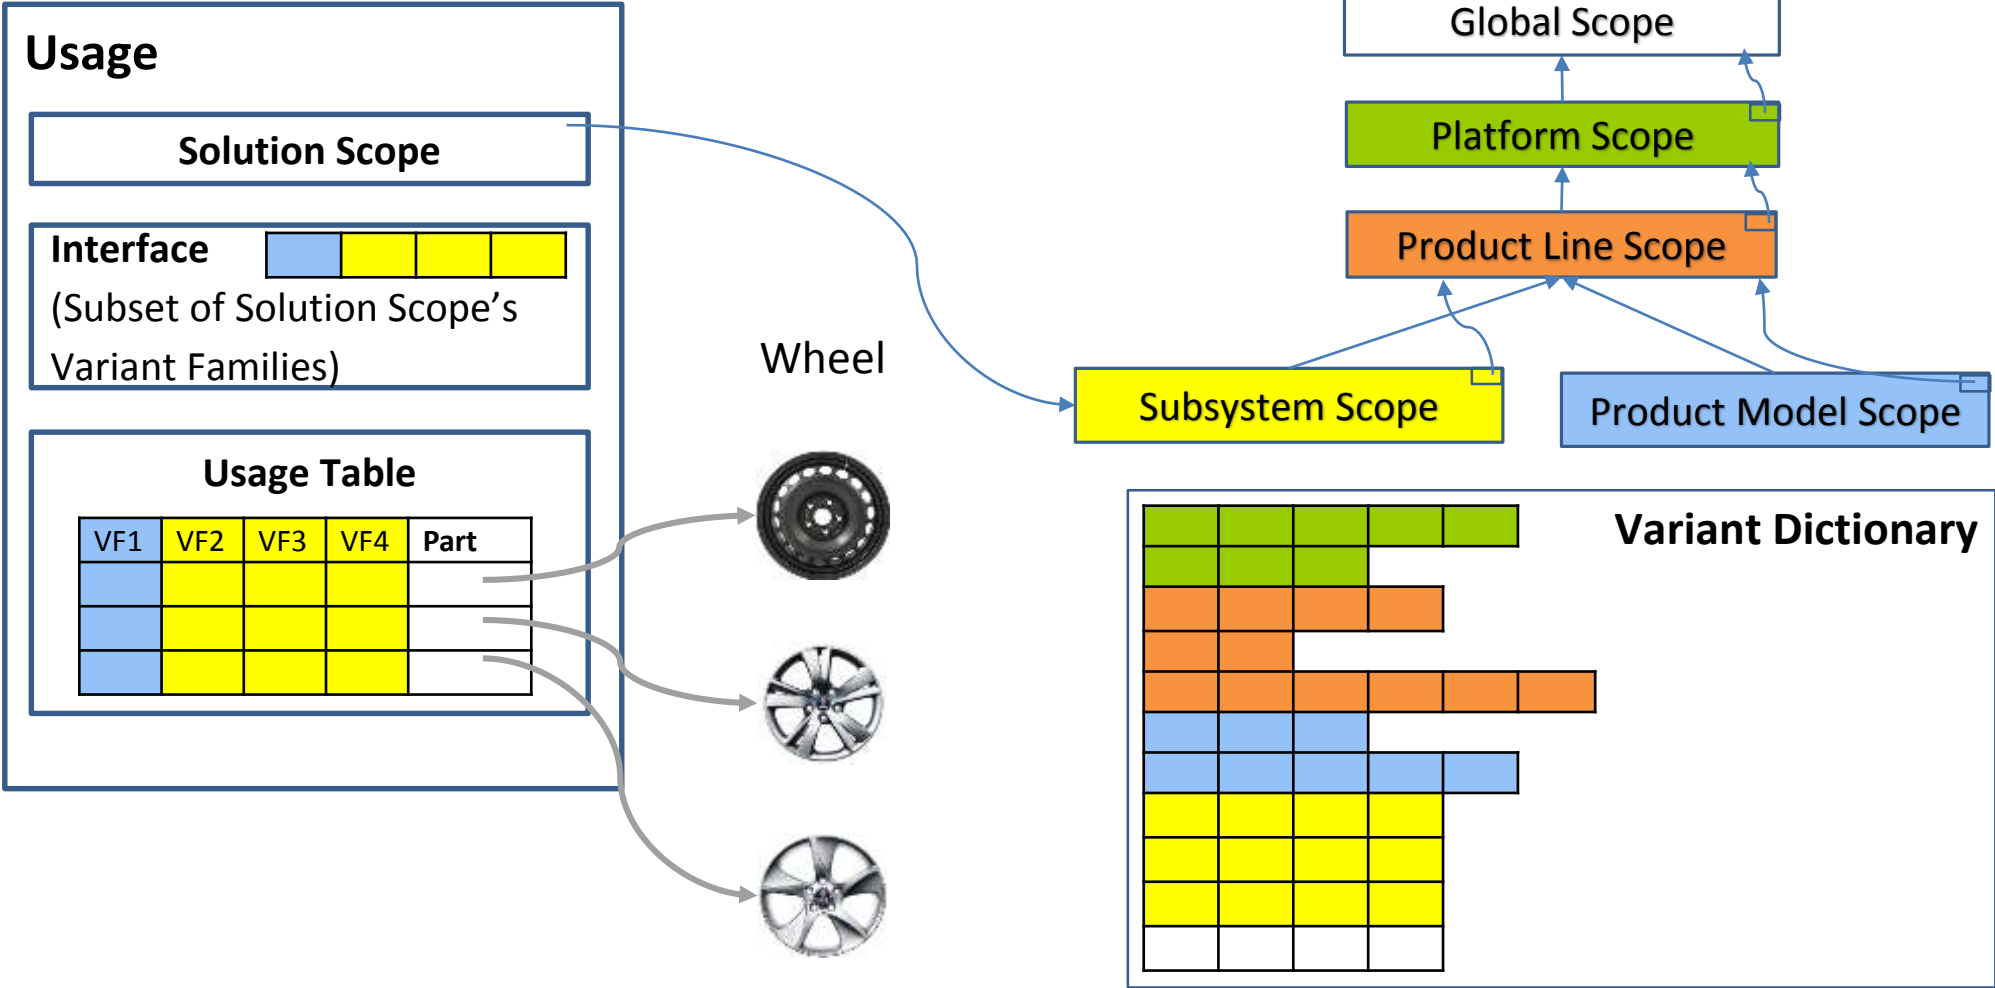 Usage
Solution Scope
Interface
(Subset of Solution Scope’s
Variant Families)
Usage Table
VF1 VF2 VF3 VF4 Part
Wheel
Global Scope
Platform Scope
Product Line Scope
Subsystem Scope
Product Model Scope
Variant Dictionary